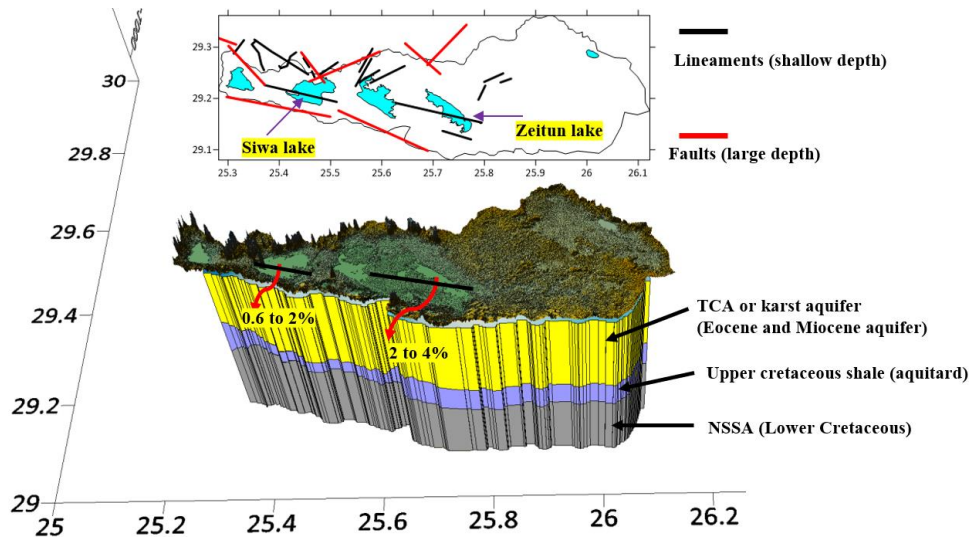 29.3
29.2
29.1
25.3 25.4 25.5 25.6 25.7 25.8 25.9 26 26.1
Siwa lake
Zeitun lake
Lineaments (shallow depth)
Faults (large depth)
30
29.8
29.6
29.4
29.2
29
25 25.2 25.4 25.6 25.8 26 26.2
0.6 to 2%
2 to 4%
TCA or karst aquifer
(Eocene and Miocene aquifer)
Upper cretaceous shale (aquitard)
NSSA (Lower Cretaceous)